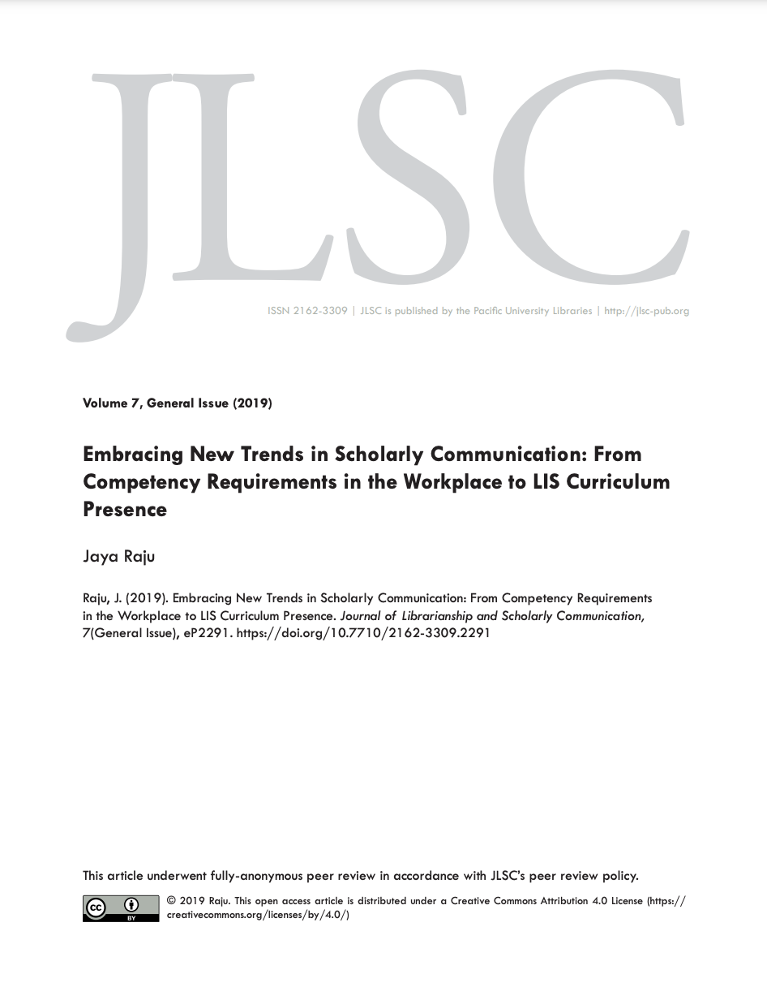 JLSC
ISSN 2162-3309 | JLSC is published by the Pacific University Libraries | http://jlsc-pub.org
Volume 7, General Issue (2019)
Embracing New Trends in Scholarly Communication: From
Competency Requirements in the Workplace to LIS Curriculum
Presence
Jaya Raju
Raju, J. (2019). Embracing New Trends in Scholarly Communication: From Competency Requirements
in the Workplace to LIS Curriculum Presence. Journal of Librarianship and Scholarly Communication,
7(General Issue), eP2291. https://doi.org/10.7710/2162-3309.2291
This article underwent fully-anonymous peer review in accordance with JLSC's peer review policy.
cc BY
© 2019 Raju. This open access article is distributed under a Creative Commons Attribution 4.0 License (https://
creativecommons.org/licenses/by/4.0/)